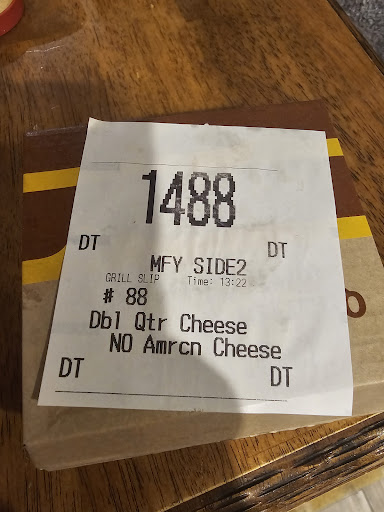 1488
DT DT
MFY SIDE2
GRILL SLIP Time: 13:22
# 88
Dbl Qtr Cheese
NO Amrcn Cheese
DT DT